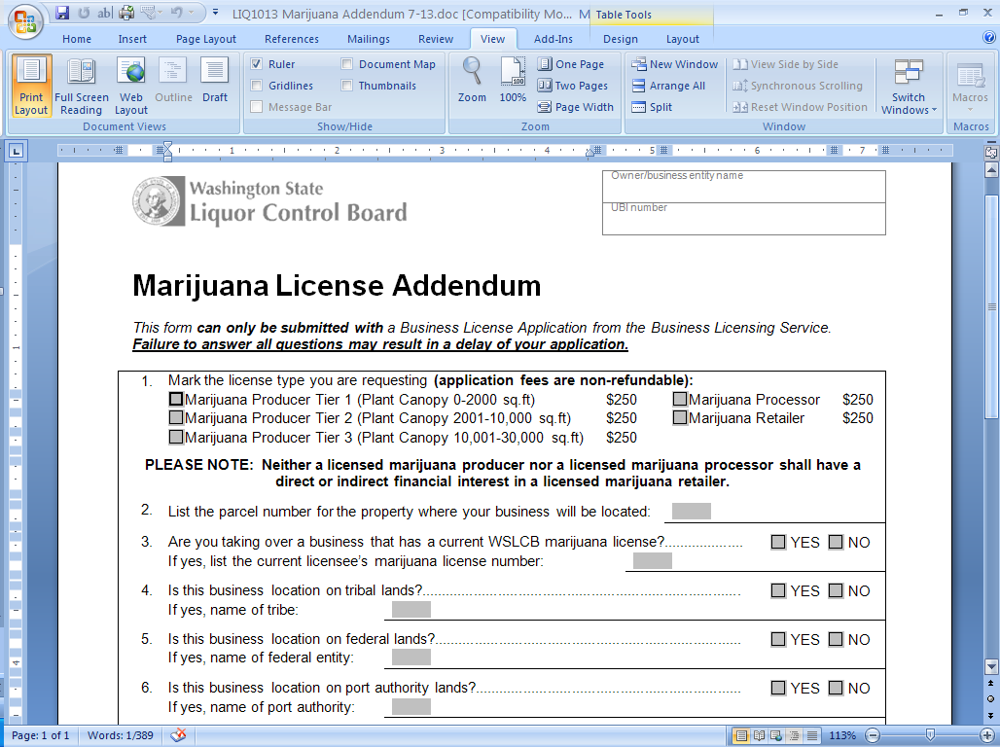 LIQ1013 Marijuana Addendum 7-13.doc [Compatibility Mo... M
Table Tools
Home Insert Page Layout References Mailings Review View Add-Ins Design Layout
Print Layout
Full Screen Reading
Web Layout
Outline
Draft
Document Views
Ruler
Gridlines
Message Bar
Document Map
Thumbnails
Show/Hide
Zoom
100%
One Page
Two Pages
Page Width
Zoom
New Window
Arrange All
Split
View Side by Side
Synchronous Scrolling
Reset Window Position
Switch Windows
Window
Macros
Macros
1 2 3 4 5 6 7
Washington State
Liquor Control Board
Owner/business entity name
UBI number
Marijuana License Addendum
This form can only be submitted with a Business License Application from the Business Licensing Service.
Failure to answer all questions may result in a delay of your application.
1. Mark the license type you are requesting (application fees are non-refundable):
Marijuana Producer Tier 1 (Plant Canopy 0-2000 sq.ft) $250 Marijuana Processor $250
Marijuana Producer Tier 2 (Plant Canopy 2001-10,000 sq.ft) $250 Marijuana Retailer $250
Marijuana Producer Tier 3 (Plant Canopy 10,001-30,000 sq.ft) $250
PLEASE NOTE: Neither a licensed marijuana producer nor a licensed marijuana processor shall have a
direct or indirect financial interest in a licensed marijuana retailer.
2. List the parcel number for the property where your business will be located:
3. Are you taking over a business that has a current WSLCB marijuana license?.................... YES NO
If yes, list the current licensee's marijuana license number:
4. Is this business location on tribal lands?.................... YES NO
If yes, name of tribe:
5. Is this business location on federal lands?.................... YES NO
If yes, name of federal entity:
6. Is this business location on port authority lands?.................... YES NO
If yes, name of port authority:
Page: 1 of 1 Words: 1/389 113%